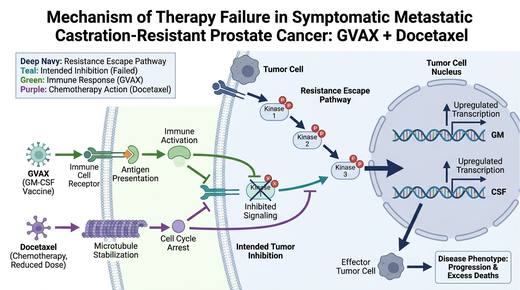 Mechanism of Therapy Failure in Symptomatic Metastatic
Castration-Resistant Prostate Cancer: GVAX + Docetaxel
Deep Navy: Resistance Escape Pathway
Teal: Intended Inhibition (Failed)
Green: Immune Response (GVAX)
Purple: Chemotherapy Action (Docetaxel)
Tumor Cell
Resistance Escape
Pathway
Tumor Cell
Nucleus
P
P
Kinase
1
P
P
Kinase
2
P
P
Kinase
3
Upregulated
Transcription
GM
Upregulated
Transcription
CSF
Immune
Activation
GVAX
(GM-CSF
Vaccine)
Immune
Cell
Receptor
Antigen
Presentation
Kinase
Inhibited
Signaling
Docetaxel
(Chemotherapy,
Reduced Dose)
Microtubule
Stabilization
Cell Cycle
Arrest
Intended Tumor
Inhibition
Effector
Tumor Cell
Disease Phenotype:
Progression &
Excess Deaths